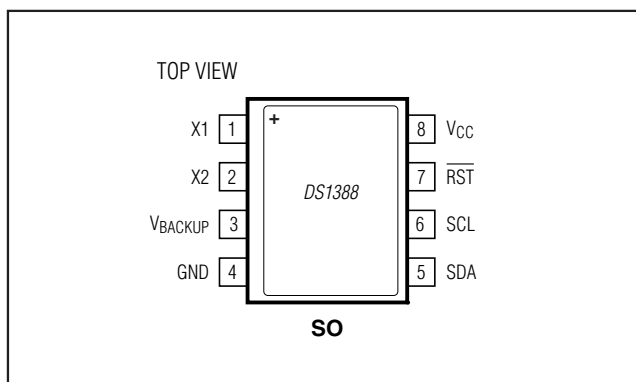 TOP VIEW
X1 1 + 8 VCC
X2 2 7 RST
DS1388
VBACKUP 3 6 SCL
GND 4 5 SDA
SO